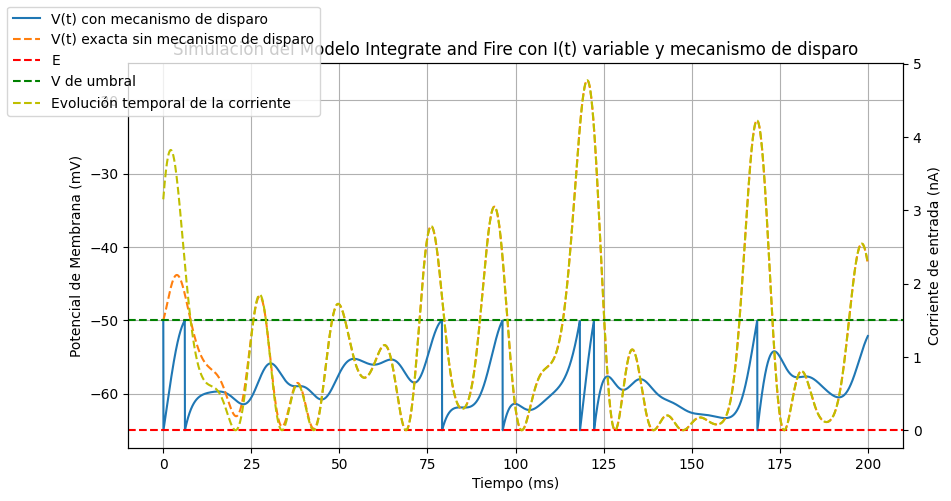 Simulación del Modelo Integrate and Fire con I(t) variable y mecanismo de disparo
V(t) con mecanismo de disparo
V(t) exacta sin mecanismo de disparo
E
V de umbral
Evolución temporal de la corriente
Potencial de Membrana (mV)
−20
−30
−40
−50
−60
5
4
3
2
1
0
Corriente de entrada (nA)
0 25 50 75 100 125 150 175 200
Tiempo (ms)